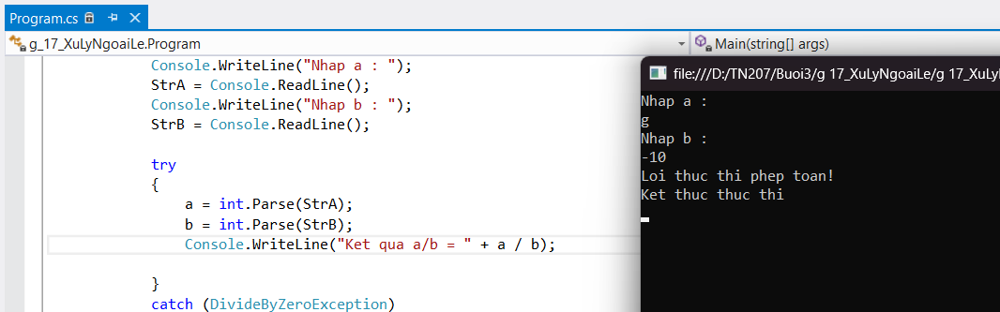 Program.cs
g_17_XuLyNgoaiLe.Program
Main(string[] args)
Console.WriteLine("Nhap a : ");
StrA = Console.ReadLine();
Console.WriteLine("Nhap b : ");
StrB = Console.ReadLine();
try
{
a = int.Parse(StrA);
b = int.Parse(StrB);
Console.WriteLine("Ket qua a/b = " + a / b);
}
catch (DivideByZeroException)
file:///D:/TN207/Buoi3/g 17_XuLyNgoaiLe/g 17_XuLy
Nhap a :
g
Nhap b :
-10
Loi thuc thi phep toan!
Ket thuc thuc thi